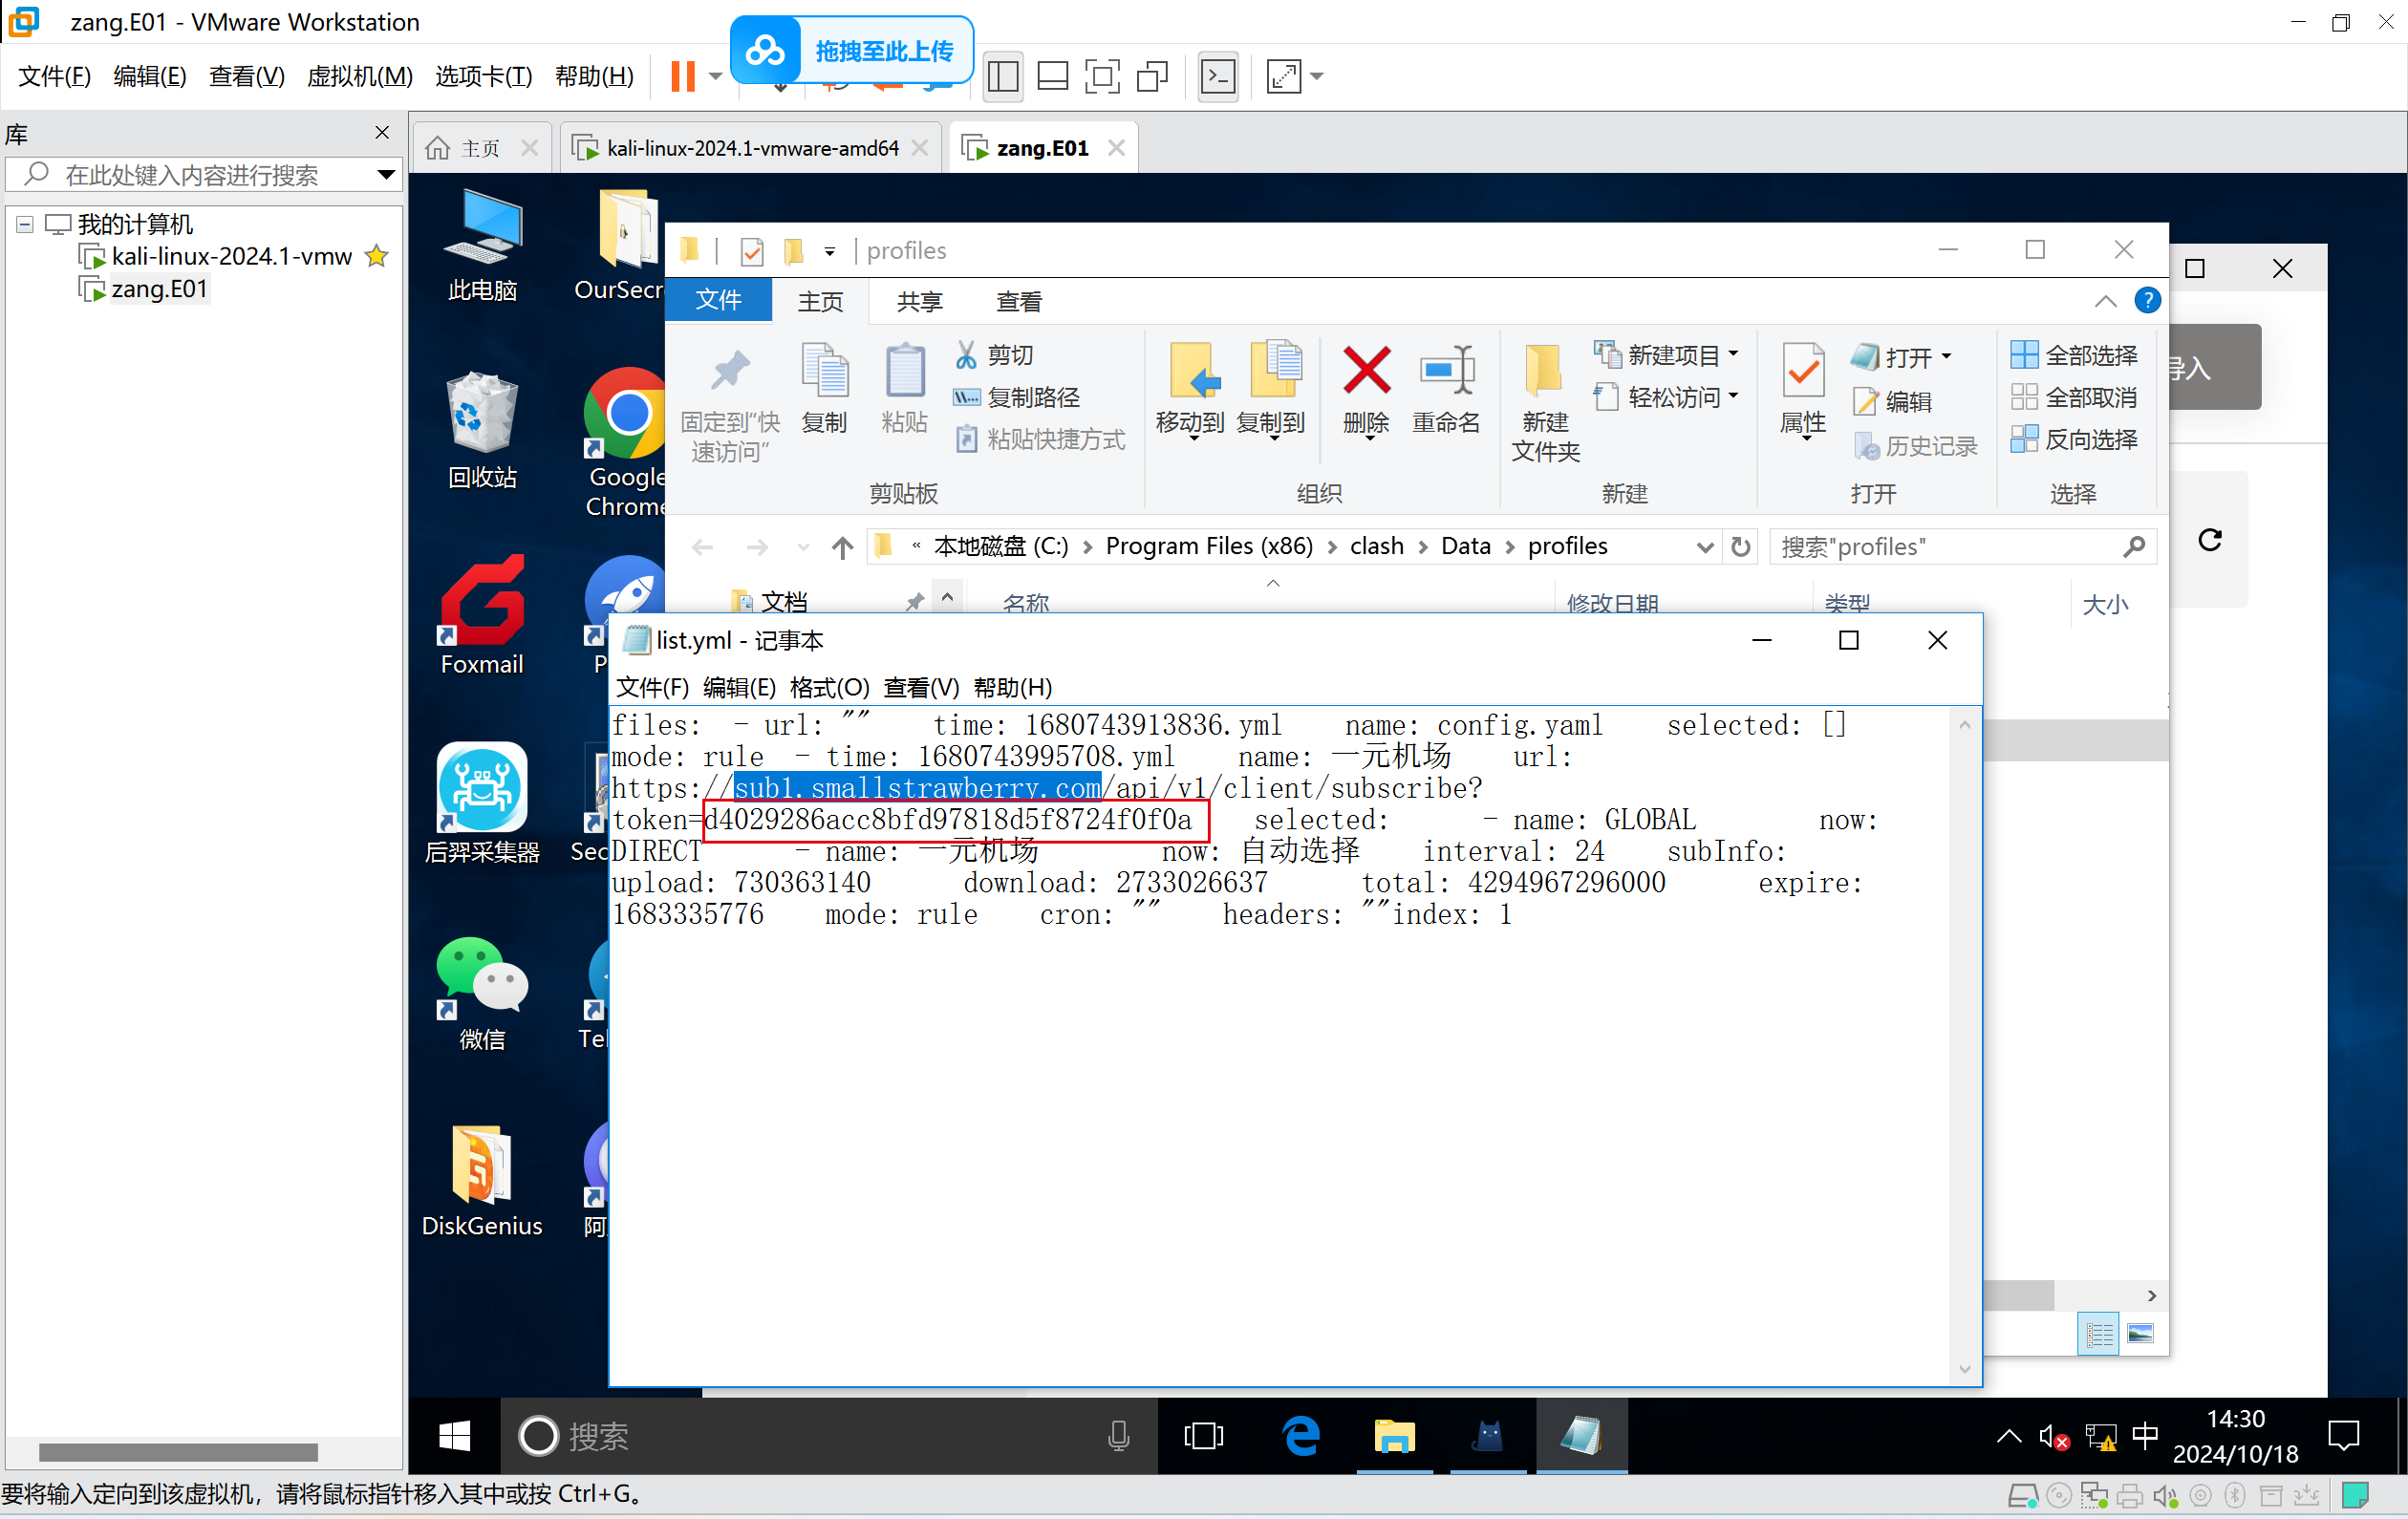 zang.E01 - VMware Workstation
文件(F) 编辑(E) 查看(V) 虚拟机(M) 选项卡(T) 帮助(H)
拖拽至此上传
库
在此处键入内容进行搜索
我的计算机
kali-linux-2024.1-vmw
zang.E01
主页
kali-linux-2024.1-vmware-amd64
zang.E01
此电脑
回收站
Foxmail
后羿采集器
微信
DiskGenius
Google
Chrome
profiles
文件 主页 共享 查看
固定到“快
速访问”
复制
粘贴
剪切
复制路径
粘贴快捷方式
剪贴板
移动到
复制到
删除
重命名
组织
新建
文件夹
新建项目
轻松访问
新建
属性
打开
编辑
历史记录
打开
全部选择
全部取消
反向选择
选择
导入
« 本地磁盘 (C:) › Program Files (x86) › clash › Data › profiles
搜索"profiles"
文档
名称 修改日期 类型 大小
list.yml - 记事本
文件(F) 编辑(E) 格式(O) 查看(V) 帮助(H)
files:  - url: ""    time: 1680743913836.yml    name: config.yaml    selected: []
mode: rule  - time: 1680743995708.yml    name: 一元机场    url:
https://sub1.smallstrawberry.com/api/v1/client/subscribe?
token=d4029286acc8bfd97818d5f8724f0f0a    selected:      - name: GLOBAL        now:
DIRECT      - name: 一元机场        now: 自动选择    interval: 24    subInfo:
upload: 730363140      download: 2733026637      total: 4294967296000      expire:
1683335776    mode: rule    cron: ""    headers: ""index: 1
搜索
中
14:30
2024/10/18
要将输入定向到该虚拟机，请将鼠标指针移入其中或按 Ctrl+G。